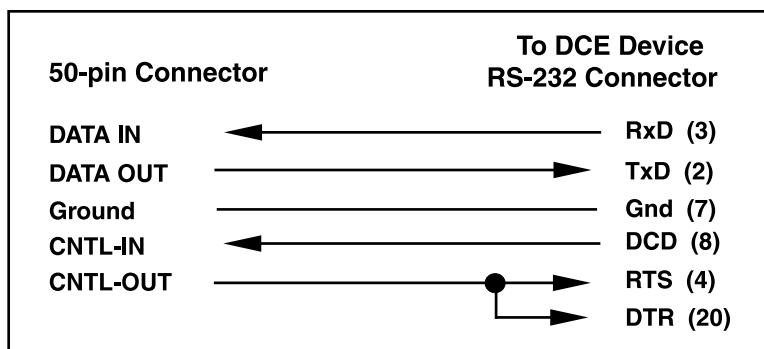 50-pin Connector
To DCE Device
RS-232 Connector
DATA IN RxD (3)
DATA OUT TxD (2)
Ground Gnd (7)
CNTL-IN DCD (8)
CNTL-OUT RTS (4)
DTR (20)